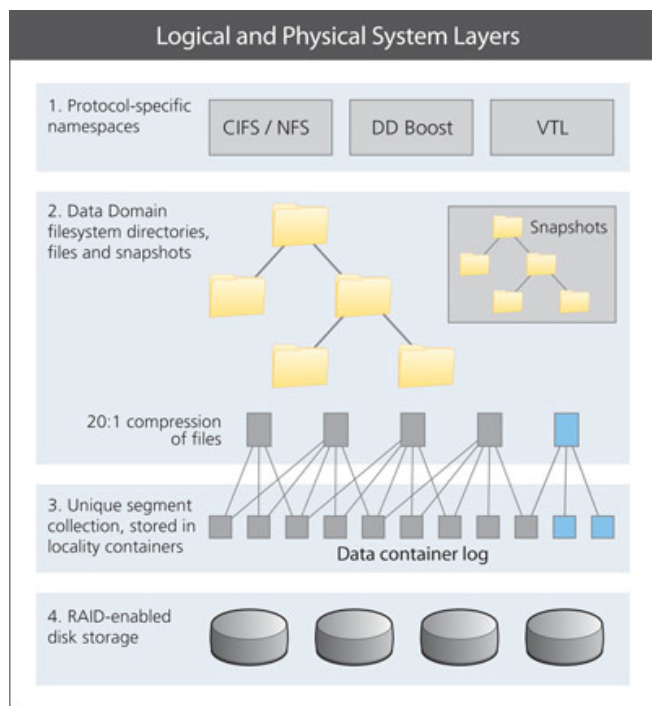 Logical and Physical System Layers
1. Protocol-specific
namespaces
CIFS / NFS
DD Boost
VTL
2. Data Domain
filesystem directories,
files and snapshots
Snapshots
20:1 compression
of files
3. Unique segment
collection, stored in
locality containers
Data container log
4. RAID-enabled
disk storage